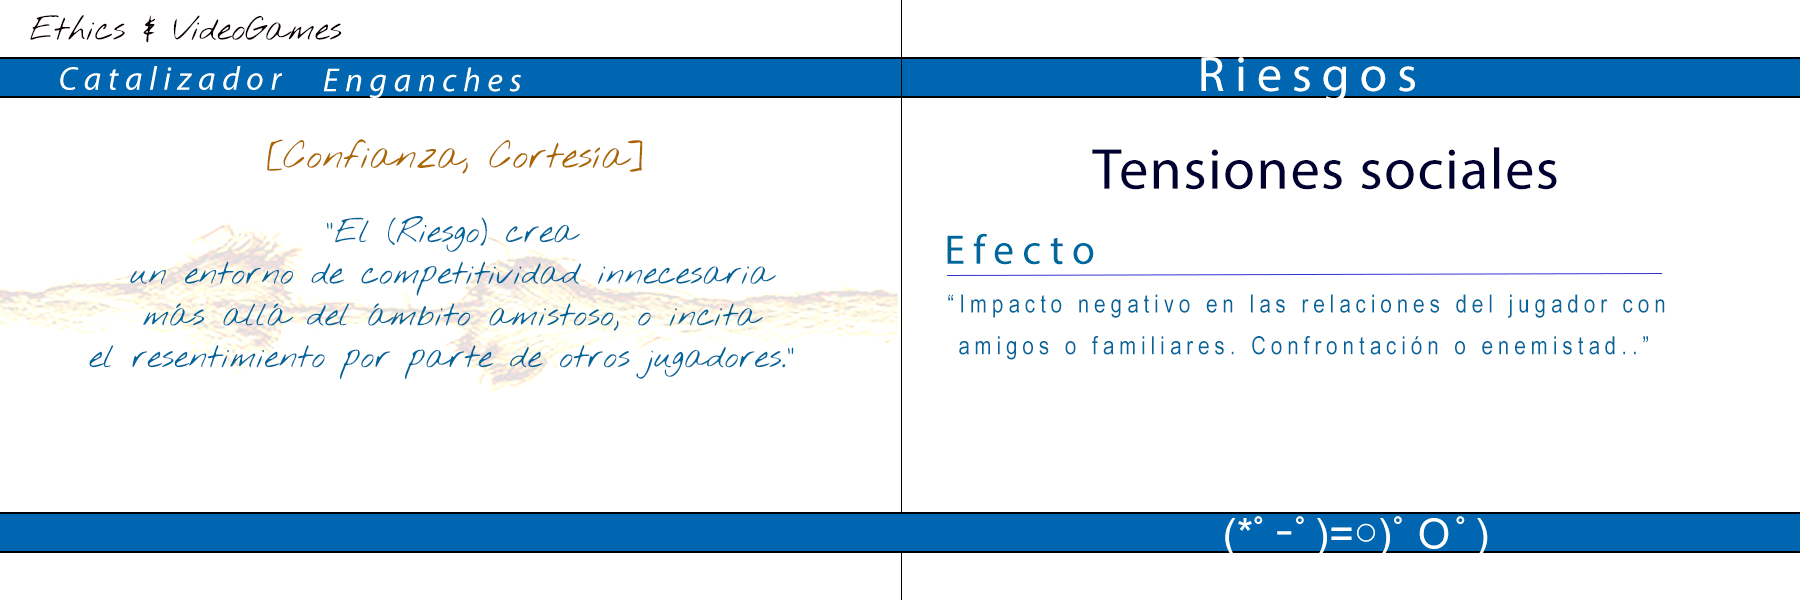 Ethics & VideoGames
Catalizador Enganches
[Confianza, Cortesía]
"El (Riesgo) crea
un entorno de competitividad innecesaria
más allá del ámbito amistoso, o incita
el resentimiento por parte de otros jugadores."
Riesgos
Tensiones sociales
Efecto
“Impacto negativo en las relaciones del jugador con
amigos o familiares. Confrontación o enemistad..”
(*ﾟｰﾟ)=○)ﾟOﾟ)